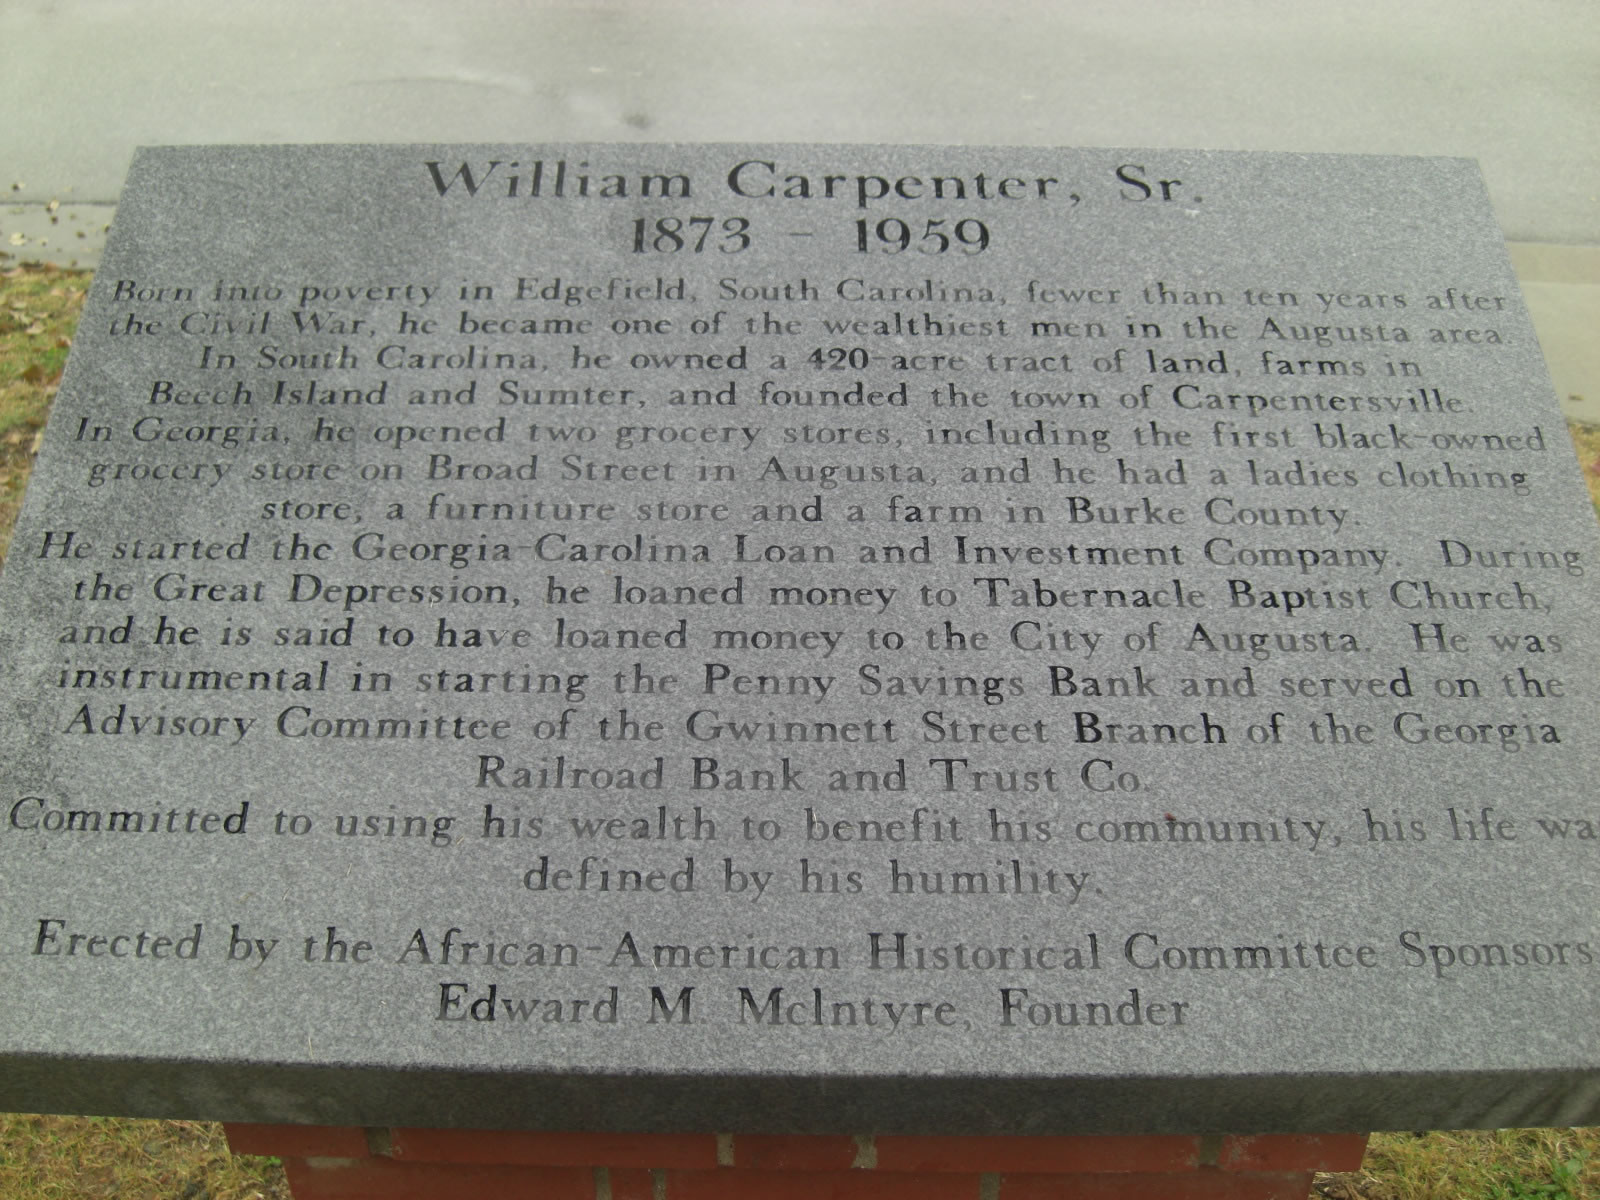 William Carpenter, Sr.
1873 - 1959
Born into poverty in Edgefield, South Carolina, fewer than ten years after
the Civil War, he became one of the wealthiest men in the Augusta area.
In South Carolina, he owned a 420-acre tract of land, farms in
Beech Island and Sumter, and founded the town of Carpentersville.
In Georgia, he opened two grocery stores, including the first black-owned
grocery store on Broad Street in Augusta, and he had a ladies clothing
store, a furniture store and a farm in Burke County.
He started the Georgia-Carolina Loan and Investment Company. During
the Great Depression, he loaned money to Tabernacle Baptist Church,
and he is said to have loaned money to the City of Augusta. He was
instrumental in starting the Penny Savings Bank and served on the
Advisory Committee of the Gwinnett Street Branch of the Georgia
Railroad Bank and Trust Co.
Committed to using his wealth to benefit his community, his life wa
defined by his humility.
Erected by the African-American Historical Committee Sponsors
Edward M. McIntyre, Founder